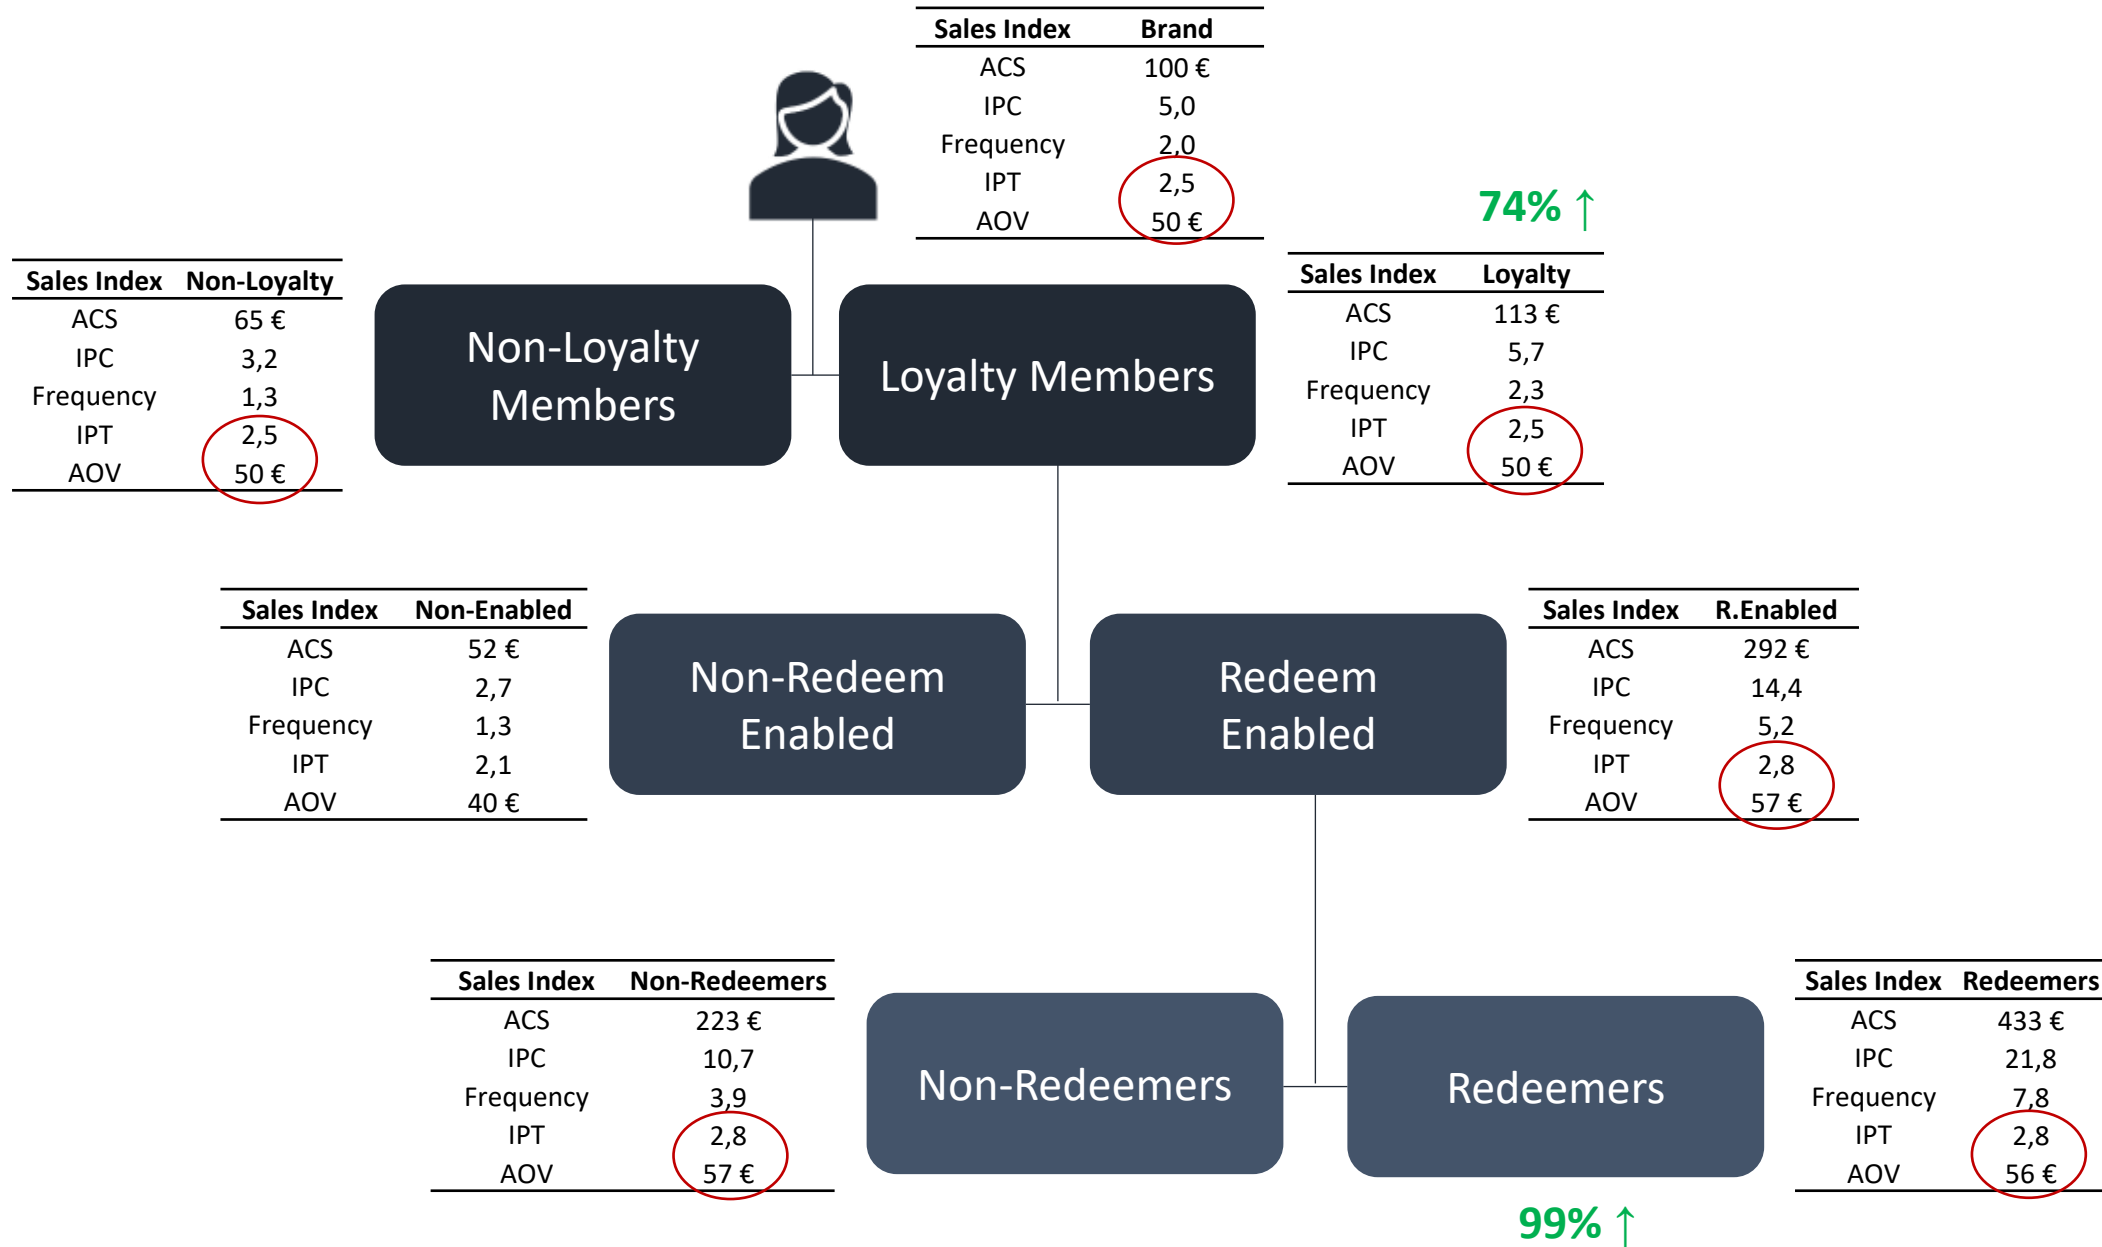 Sales Index Brand
ACS 100 €
IPC 5,0
Frequency 2,0
IPT 2,5
AOV 50 €
74% ↑
Sales Index Non-Loyalty
ACS 65 €
IPC 3,2
Frequency 1,3
IPT 2,5
AOV 50 €
Non-Loyalty
Members
Loyalty Members
Sales Index Loyalty
ACS 113 €
IPC 5,7
Frequency 2,3
IPT 2,5
AOV 50 €
Sales Index Non-Enabled
ACS 52 €
IPC 2,7
Frequency 1,3
IPT 2,1
AOV 40 €
Non-Redeem
Enabled
Redeem
Enabled
Sales Index R.Enabled
ACS 292 €
IPC 14,4
Frequency 5,2
IPT 2,8
AOV 57 €
Sales Index Non-Redeemers
ACS 223 €
IPC 10,7
Frequency 3,9
IPT 2,8
AOV 57 €
Non-Redeemers
Redeemers
Sales Index Redeemers
ACS 433 €
IPC 21,8
Frequency 7,8
IPT 2,8
AOV 56 €
99% ↑